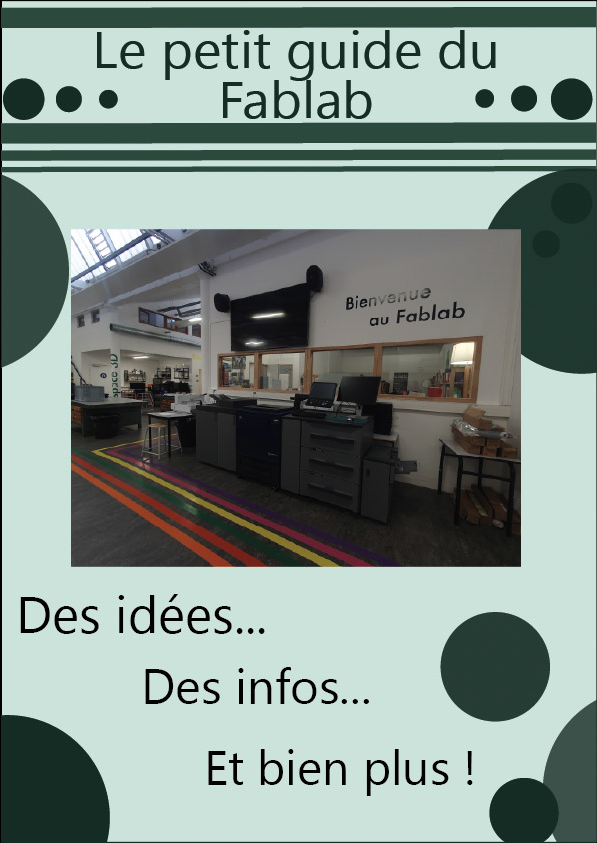 Le petit guide du
Fablab
Bienvenue
au Fablab
Des idées...
Des infos...
Et bien plus !